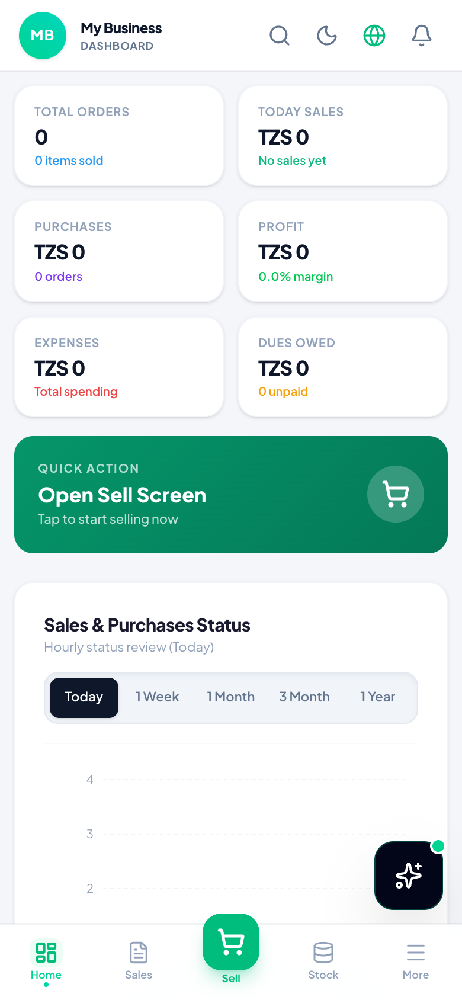 MB
My Business
DASHBOARD
TOTAL ORDERS
0
0 items sold
TODAY SALES
TZS 0
No sales yet
PURCHASES
TZS 0
0 orders
PROFIT
TZS 0
0.0% margin
EXPENSES
TZS 0
Total spending
DUES OWED
TZS 0
0 unpaid
QUICK ACTION
Open Sell Screen
Tap to start selling now
Sales & Purchases Status
Hourly status review (Today)
Today 1 Week 1 Month 3 Month 1 Year
4
3
2
Home Sales Sell Stock More